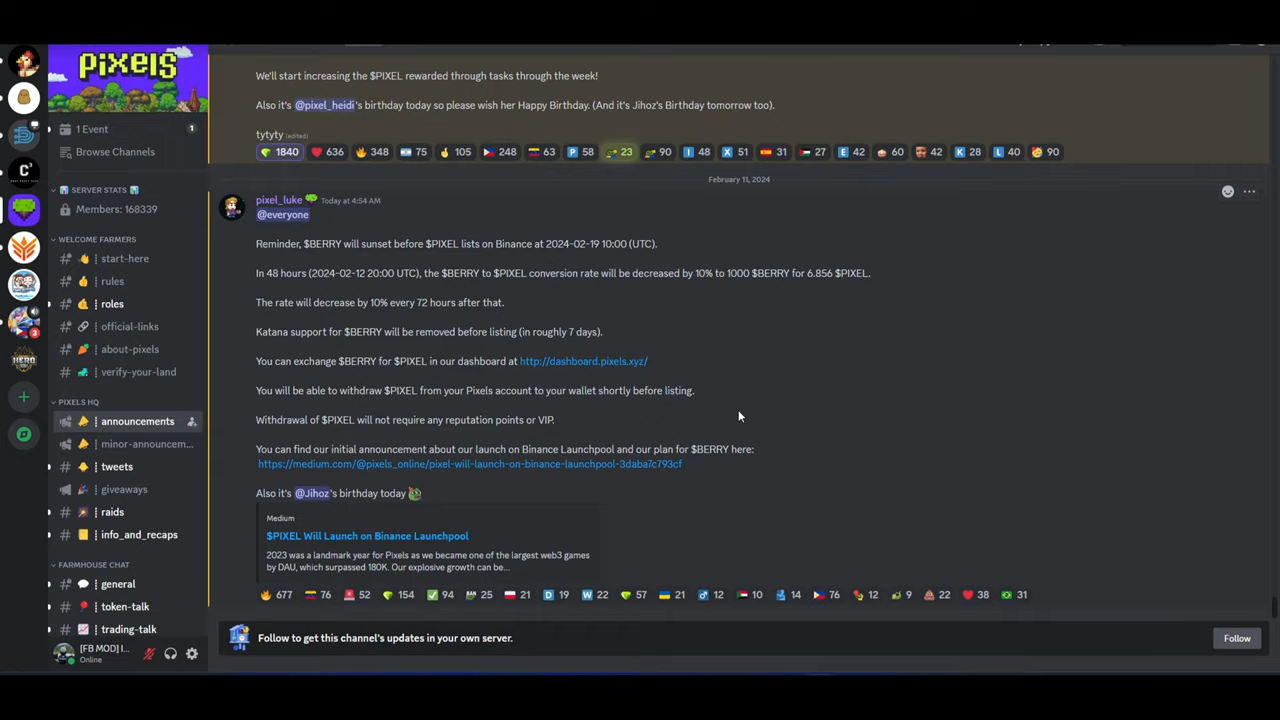 pixels
1 Event
1
Browse Channels
SERVER STATS
Members: 168339
WELCOME FARMERS
start-here
rules
roles
official-links
about-pixels
verify-your-land
PIXELS HQ
announcements
minor-announcem...
tweets
giveaways
raids
info_and_recaps
FARMHOUSE CHAT
general
token-talk
trading-talk
[FB MOD] I...
Online
3
C³
HERO
We'll start increasing the $PIXEL rewarded through tasks through the week!
Also it's @pixel_heidi's birthday today so please wish her Happy Birthday. (And it's Jihoz's Birthday tomorrow too).
tytyty (edited)
1840 636 348 75 105 248 63 P 58 23 90 I 48 X 51 31 27 E 42 60 42 K 28 L 40 90
February 11, 2024
pixel_luke Today at 4:54 AM
@everyone
Reminder, $BERRY will sunset before $PIXEL lists on Binance at 2024-02-19 10:00 (UTC).
In 48 hours (2024-02-12 20:00 UTC), the $BERRY to $PIXEL conversion rate will be decreased by 10% to 1000 $BERRY for 6.856 $PIXEL.
The rate will decrease by 10% every 72 hours after that.
Katana support for $BERRY will be removed before listing (in roughly 7 days).
You can exchange $BERRY for $PIXEL in our dashboard at http://dashboard.pixels.xyz/
You will be able to withdraw $PIXEL from your Pixels account to your wallet shortly before listing.
Withdrawal of $PIXEL will not require any reputation points or VIP.
You can find our initial announcement about our launch on Binance Launchpool and our plan for $BERRY here:
https://medium.com/@pixels_online/pixel-will-launch-on-binance-launchpool-3daba7c793cf
Also it's @Jihoz's birthday today
Medium
$PIXEL Will Launch on Binance Launchpool
2023 was a landmark year for Pixels as we became one of the largest web3 games
by DAU, which surpassed 180K. Our explosive growth can be...
677 76 52 154 94 25 21 D 19 W 22 57 21 12 10 14 76 12 9 22 38 31
Follow to get this channel's updates in your own server.
Follow